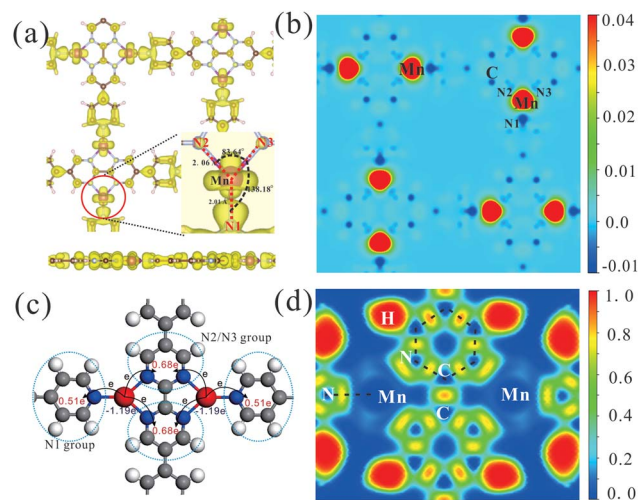 (a)
N2
N3
83.64°
2.06 Å
Mn
138.18°
2.01 Å
N1
(b)
Mn
C
N2
N3
Mn
N1
0.04
0.03
0.02
0.01
0.00
-0.01
(c)
N2/N3 group
e
e
0.68e
e
e
0.51e
-1.19e
e
e
-1.19e
0.51e
0.68e
N1 group
(d)
H
N
C
N
Mn
Mn
C
1.0
0.8
0.6
0.4
0.2
0.0